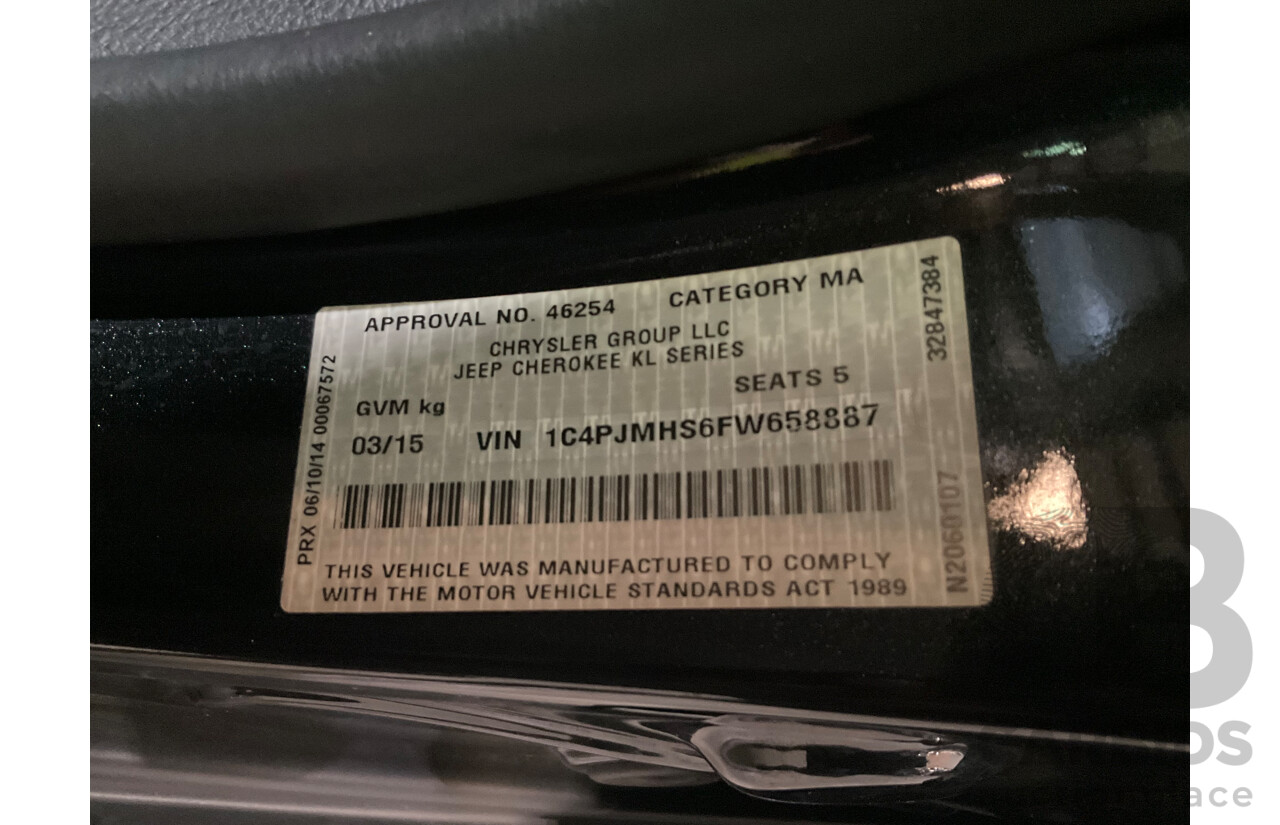 APPROVAL NO. 46254 CATEGORY MA
CHRYSLER GROUP LLC
JEEP CHEROKEE KL SERIES
SEATS 5
GVM kg
03/15 VIN 1C4PJMHS6FW658887
THIS VEHICLE WAS MANUFACTURED TO COMPLY
WITH THE MOTOR VEHICLE STANDARDS ACT 1989
PRX 06/10/14 00067572
32847384
N2060107